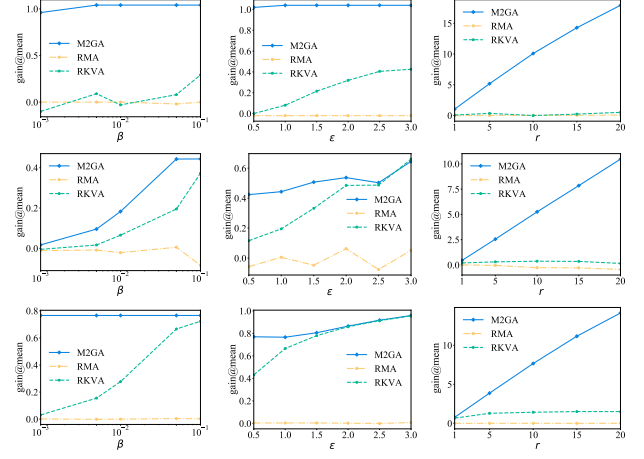 gain@mean
1.0
0.5
0.0
M2GA
RMA
RKVA
10⁻³
10⁻²
10⁻¹
β
gain@mean
1.0
0.8
0.6
0.4
0.2
0.0
M2GA
RMA
RKVA
0.5
1.0
1.5
2.0
2.5
3.0
ε
gain@mean
15
10
5
0
M2GA
RMA
RKVA
1
5
10
15
20
r
gain@mean
0.4
0.2
0.0
M2GA
RMA
RKVA
10⁻³
10⁻²
10⁻¹
β
gain@mean
0.6
0.4
0.2
0.0
M2GA
RMA
RKVA
0.5
1.0
1.5
2.0
2.5
3.0
ε
gain@mean
10.0
7.5
5.0
2.5
0.0
M2GA
RMA
RKVA
1
5
10
15
20
r
gain@mean
0.8
0.6
0.4
0.2
0.0
M2GA
RMA
RKVA
10⁻³
10⁻²
10⁻¹
β
gain@mean
1.0
0.8
0.6
0.4
0.2
0.0
M2GA
RMA
RKVA
0.5
1.0
1.5
2.0
2.5
3.0
ε
gain@mean
10
5
0
M2GA
RMA
RKVA
1
5
10
15
20
r